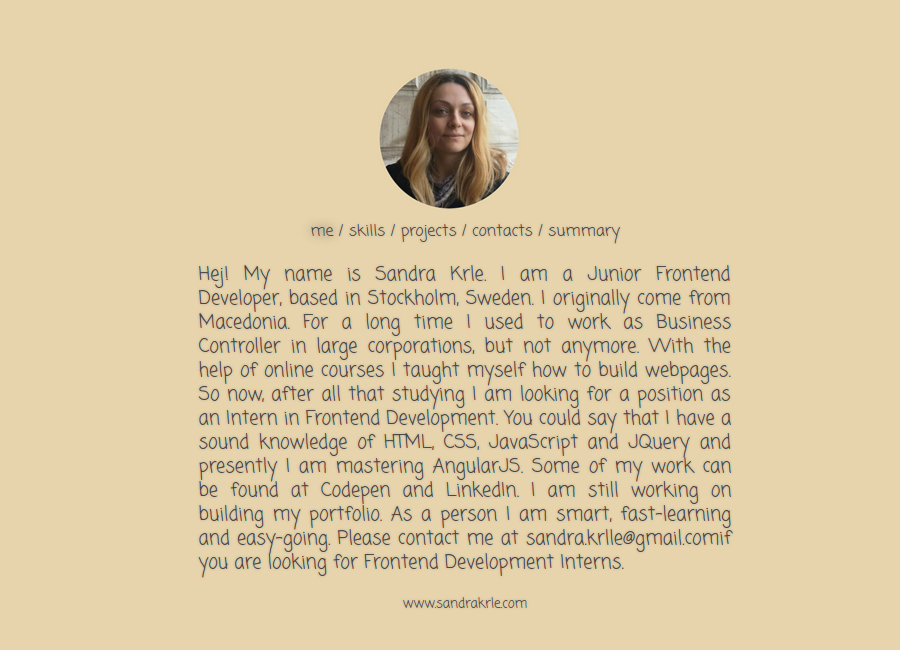 me / skills / projects / contacts / summary
Hej! My name is Sandra Krle. I am a Junior Frontend
Developer, based in Stockholm, Sweden. I originally come from
Macedonia. For a long time I used to work as Business
Controller in large corporations, but not anymore. With the
help of online courses I taught myself how to build webpages.
So now, after all that studying I am looking for a position as
an Intern in Frontend Development. You could say that I have a
sound knowledge of HTML, CSS, JavaScript and JQuery and
presently I am mastering AngularJS. Some of my work can
be found at Codepen and LinkedIn. I am still working on
building my portfolio. As a person I am smart, fast-learning
and easy-going. Please contact me at sandra.krlle@gmail.comif
you are looking for Frontend Development Interns.
www.sandrakrle.com